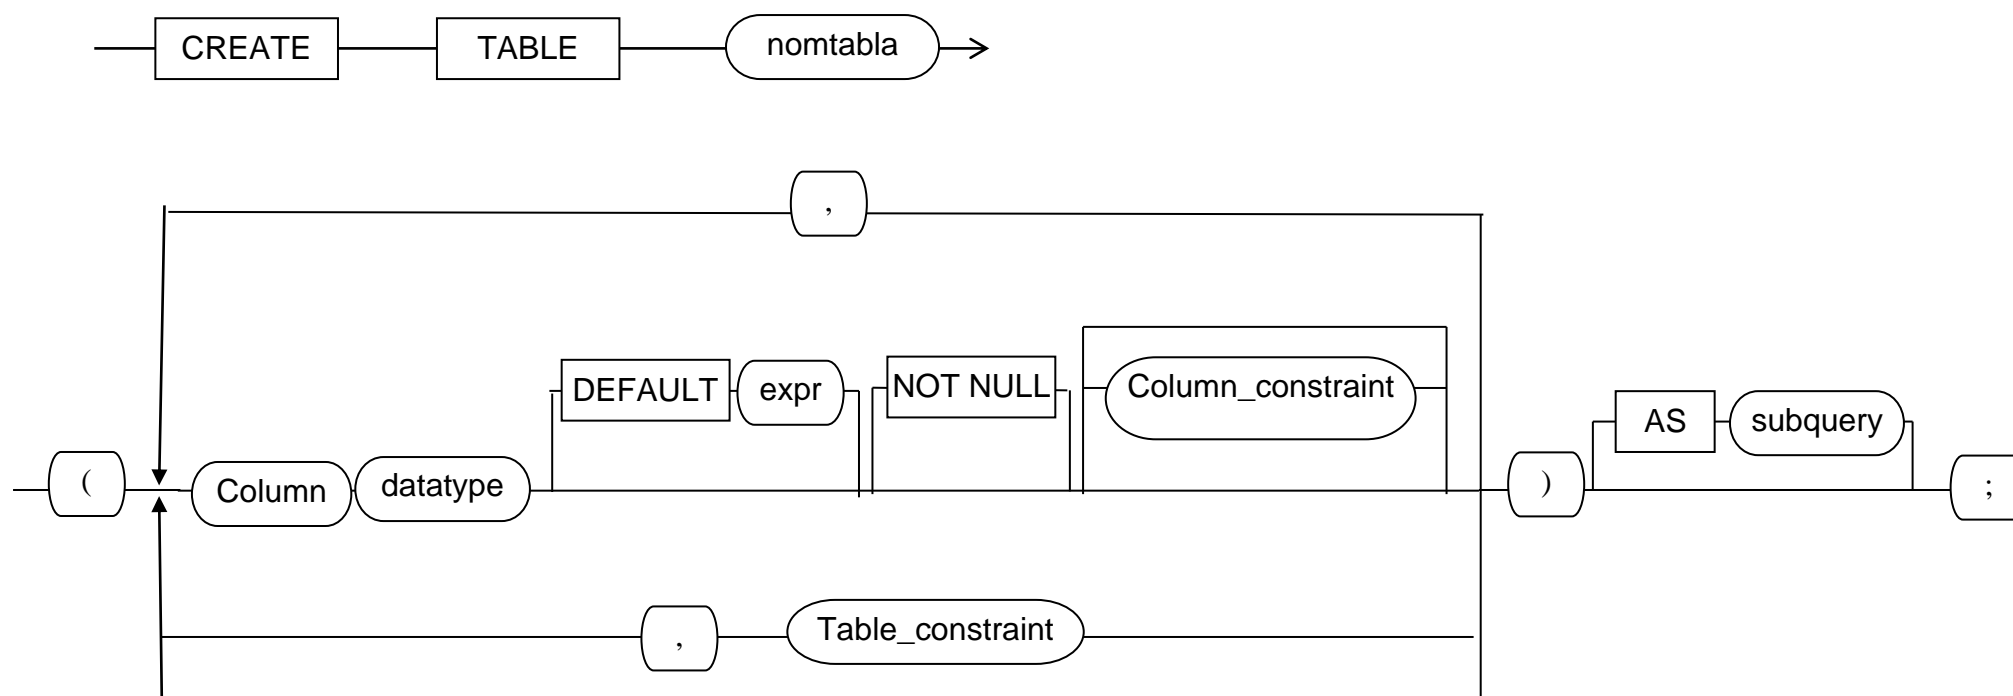 CREATE TABLE nomtabla
,
DEFAULT expr NOT NULL Column_constraint
AS subquery
( Column datatype ) ;
, Table_constraint